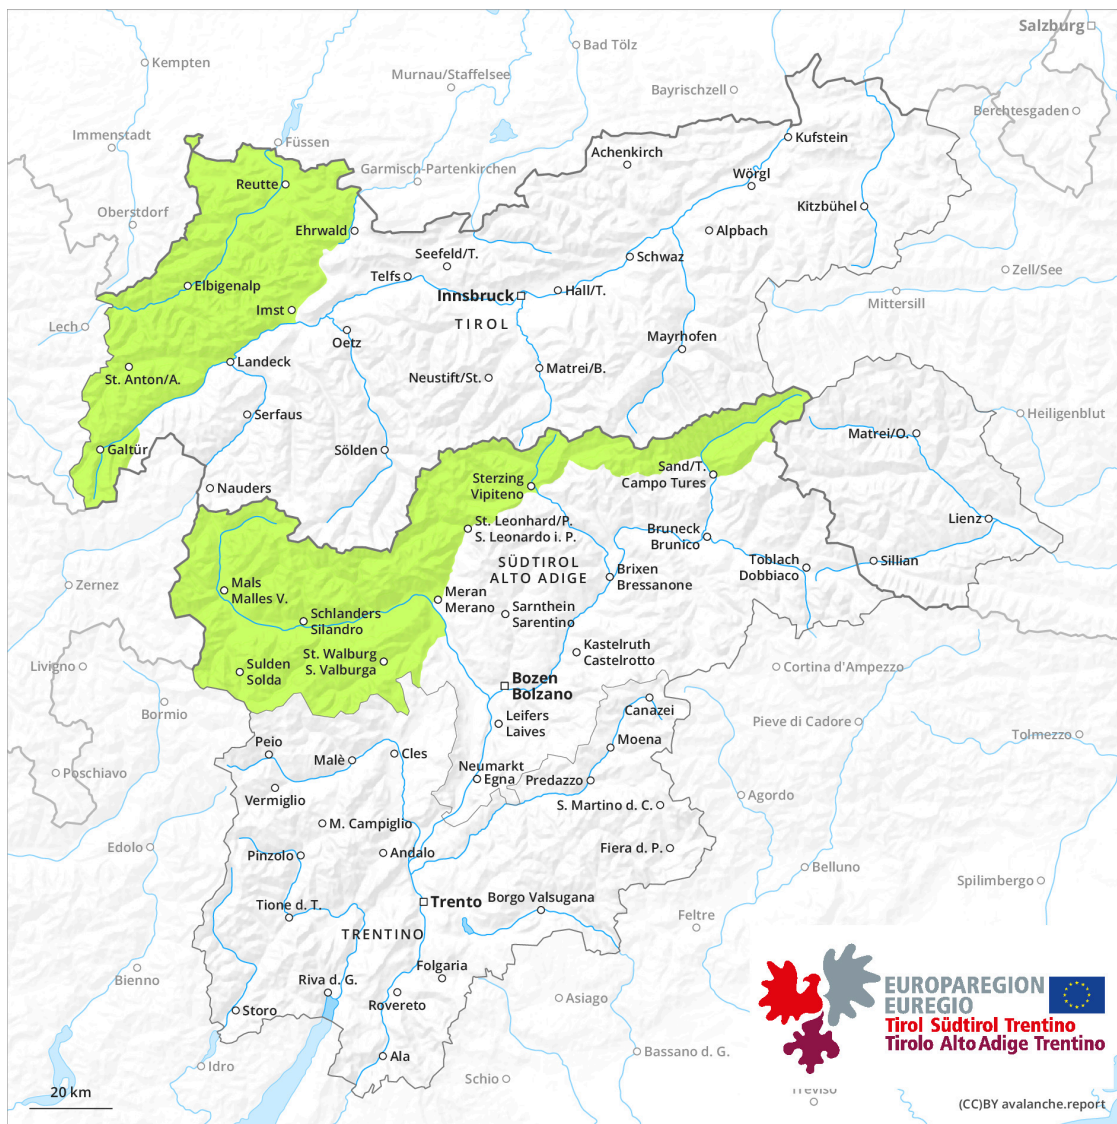 Salzburg
Bad Tölz
Kempten
Murnau/Staffelsee
Bayrischzell
Berchtesgaden
Immenstadt
Füssen
Kufstein
Achenkirch
Garmisch-Partenkirchen
Wörgl
Reutte
Kitzbühel
Oberstdorf
Ehrwald
Alpbach
Seefeld/T.
Schwaz
Zell/See
Telfs
Elbigenalp
Innsbruck
Hall/T.
Mittersill
Imst
TIROL
Lech
Oetz
Mayrhofen
Landeck
Matrei/B.
St. Anton/A.
Neustift/St.
Serfaus
Heiligenblut
Matrei/O.
Galtür
Sölden
Sand/T.
Campo Tures
Sterzing
Vipiteno
Nauders
Lienz
St. Leonhard/P.
S. Leonardo i. P.
Bruneck
Brunico
SÜDTIROL
ALTO ADIGE
Toblach
Dobbiaco
Sillian
Brixen
Bressanone
Zernez
Mals
Malles V.
Meran
Merano
Schlanders
Silandro
Sarnthein
Sarentino
Kastelruth
Castelrotto
St. Walburg
S. Valburga
Livigno
Sulden
Solda
Cortina d'Ampezzo
Bozen
Bolzano
Bormio
Canazei
Leifers
Laives
Pieve di Cadore
Tolmezzo
Peio
Moena
Malè
Cles
Poschiavo
Neumarkt
Egna
Predazzo
Vermiglio
Agordo
S. Martino d. C.
M. Campiglio
Edolo
Pinzolo
Andalo
Fiera d. P.
Belluno
Spilimbergo
Trento
Borgo Valsugana
Tione d. T.
Feltre
TRENTINO
Folgaria
Bienno
Riva d. G.
Rovereto
Asiago
Storo
EUROPAREGION
EUREGIO
Tirol Südtirol Trentino
Tirolo Alto Adige Trentino
Ala
Bassano d. G.
Idro
Schio
Treviso
20 km
(CC)BY avalanche.report